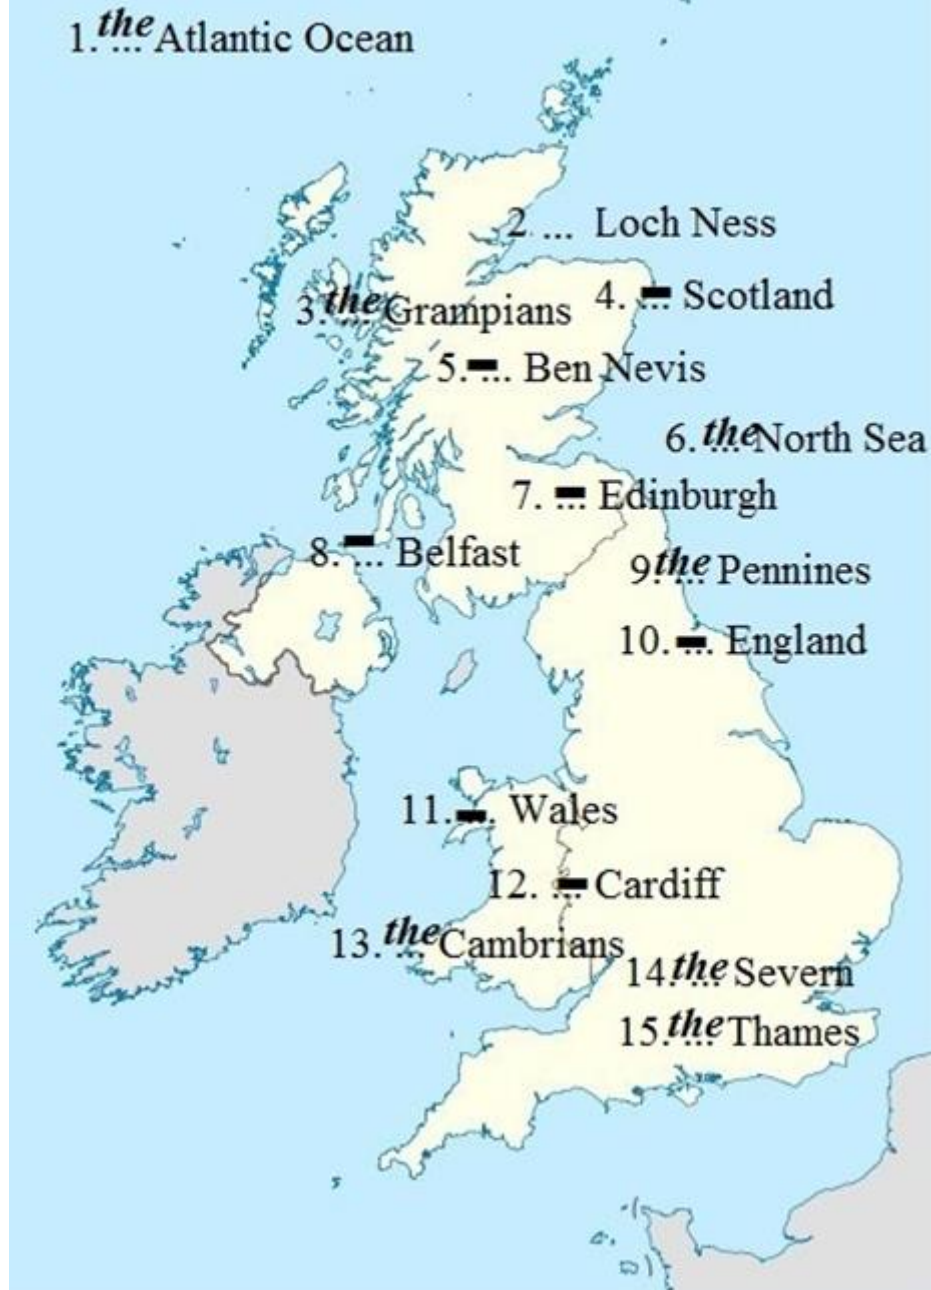 1. the ... Atlantic Ocean
2 ... Loch Ness
3. the ... Grampians
4. – ... Scotland
5. – ... Ben Nevis
6. the ... North Sea
7. – ... Edinburgh
8. – ... Belfast
9 the ... Pennines
10. – ... England
11. – ... Wales
12. – ... Cardiff
13. the ... Cambrians
14. the ... Severn
15. the ... Thames